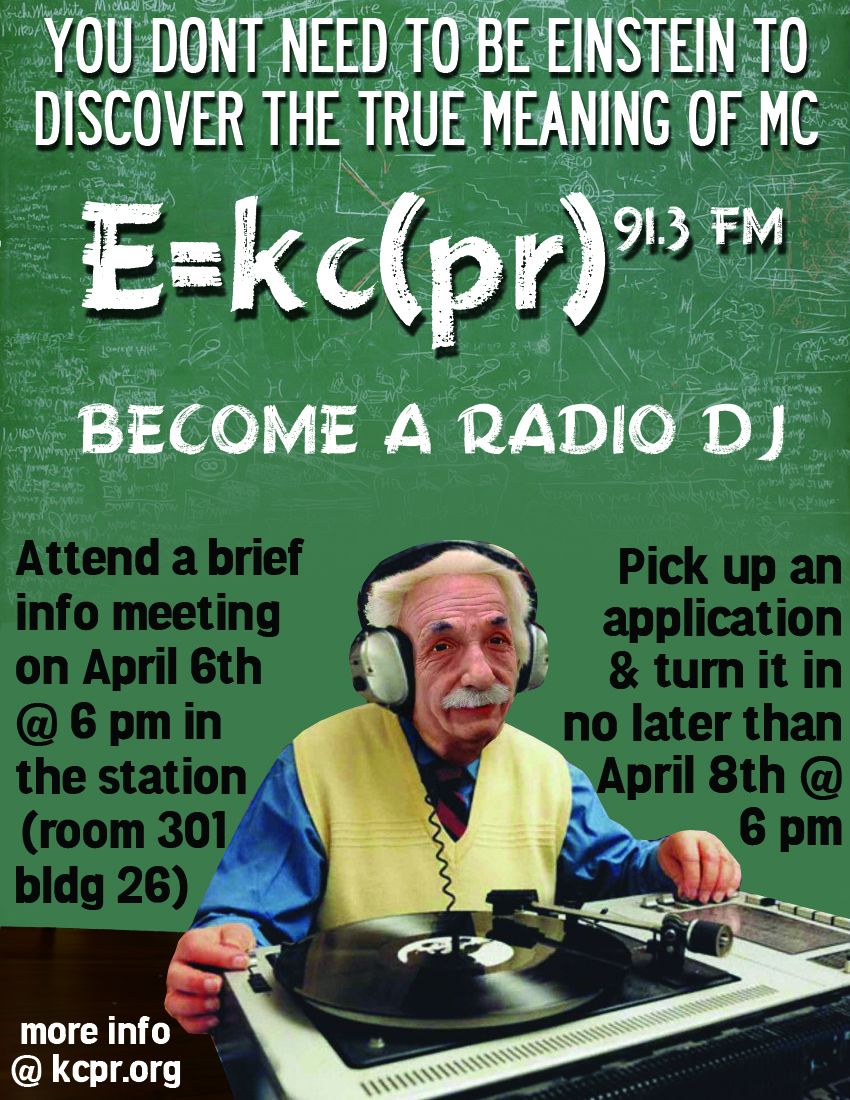 YOU DONT NEED TO BE EINSTEIN TO
DISCOVER THE TRUE MEANING OF MC
E=kc(pr)91.3 FM
BECOME A RADIO DJ
Attend a brief
info meeting
on April 6th
@ 6 pm in
the station
(room 301
bldg 26)
Pick up an
application
& turn it in
no later than
April 8th @
6 pm
more info
@ kcpr.org